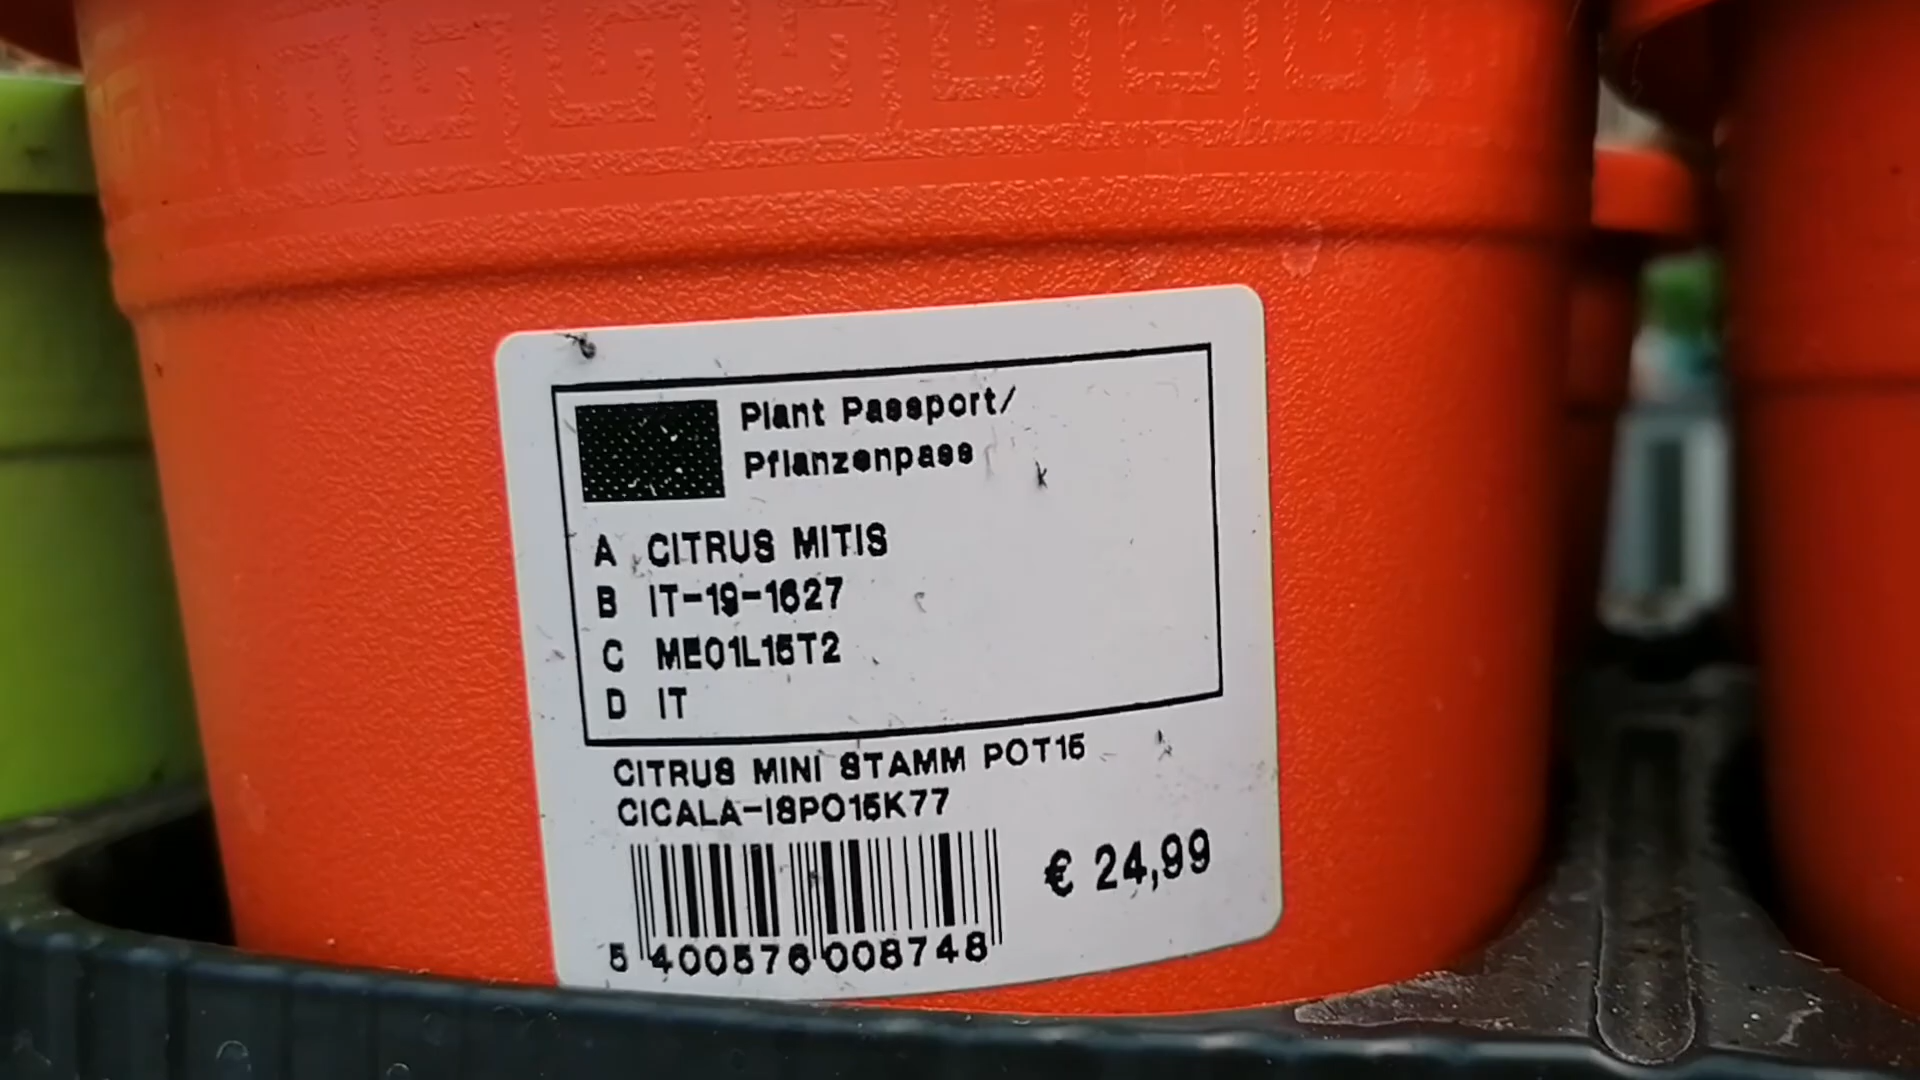 Plant Passport/
Pflanzenpass
A CITRUS MITIS
B IT-19-1627
C ME01L15T2
D IT
CITRUS MINI STAMM POT15
CICALA-ISPO15K77
€ 24,99
5 400576 008748